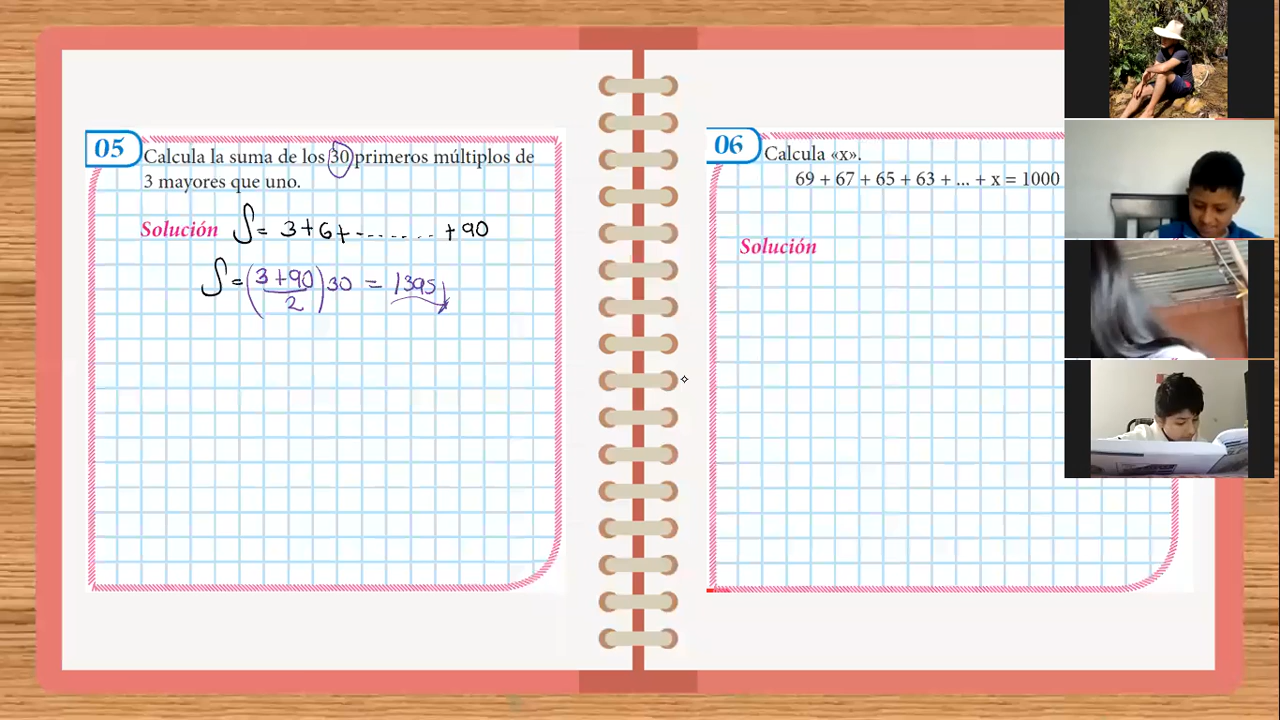 05
Calcula la suma de los 30 primeros múltiplos de
3 mayores que uno.
Solución S = 3+6+........+90
S = (3+90/2)30 = 1395
06
Calcula «x».
69 + 67 + 65 + 63 + ... + x = 1000
Solución